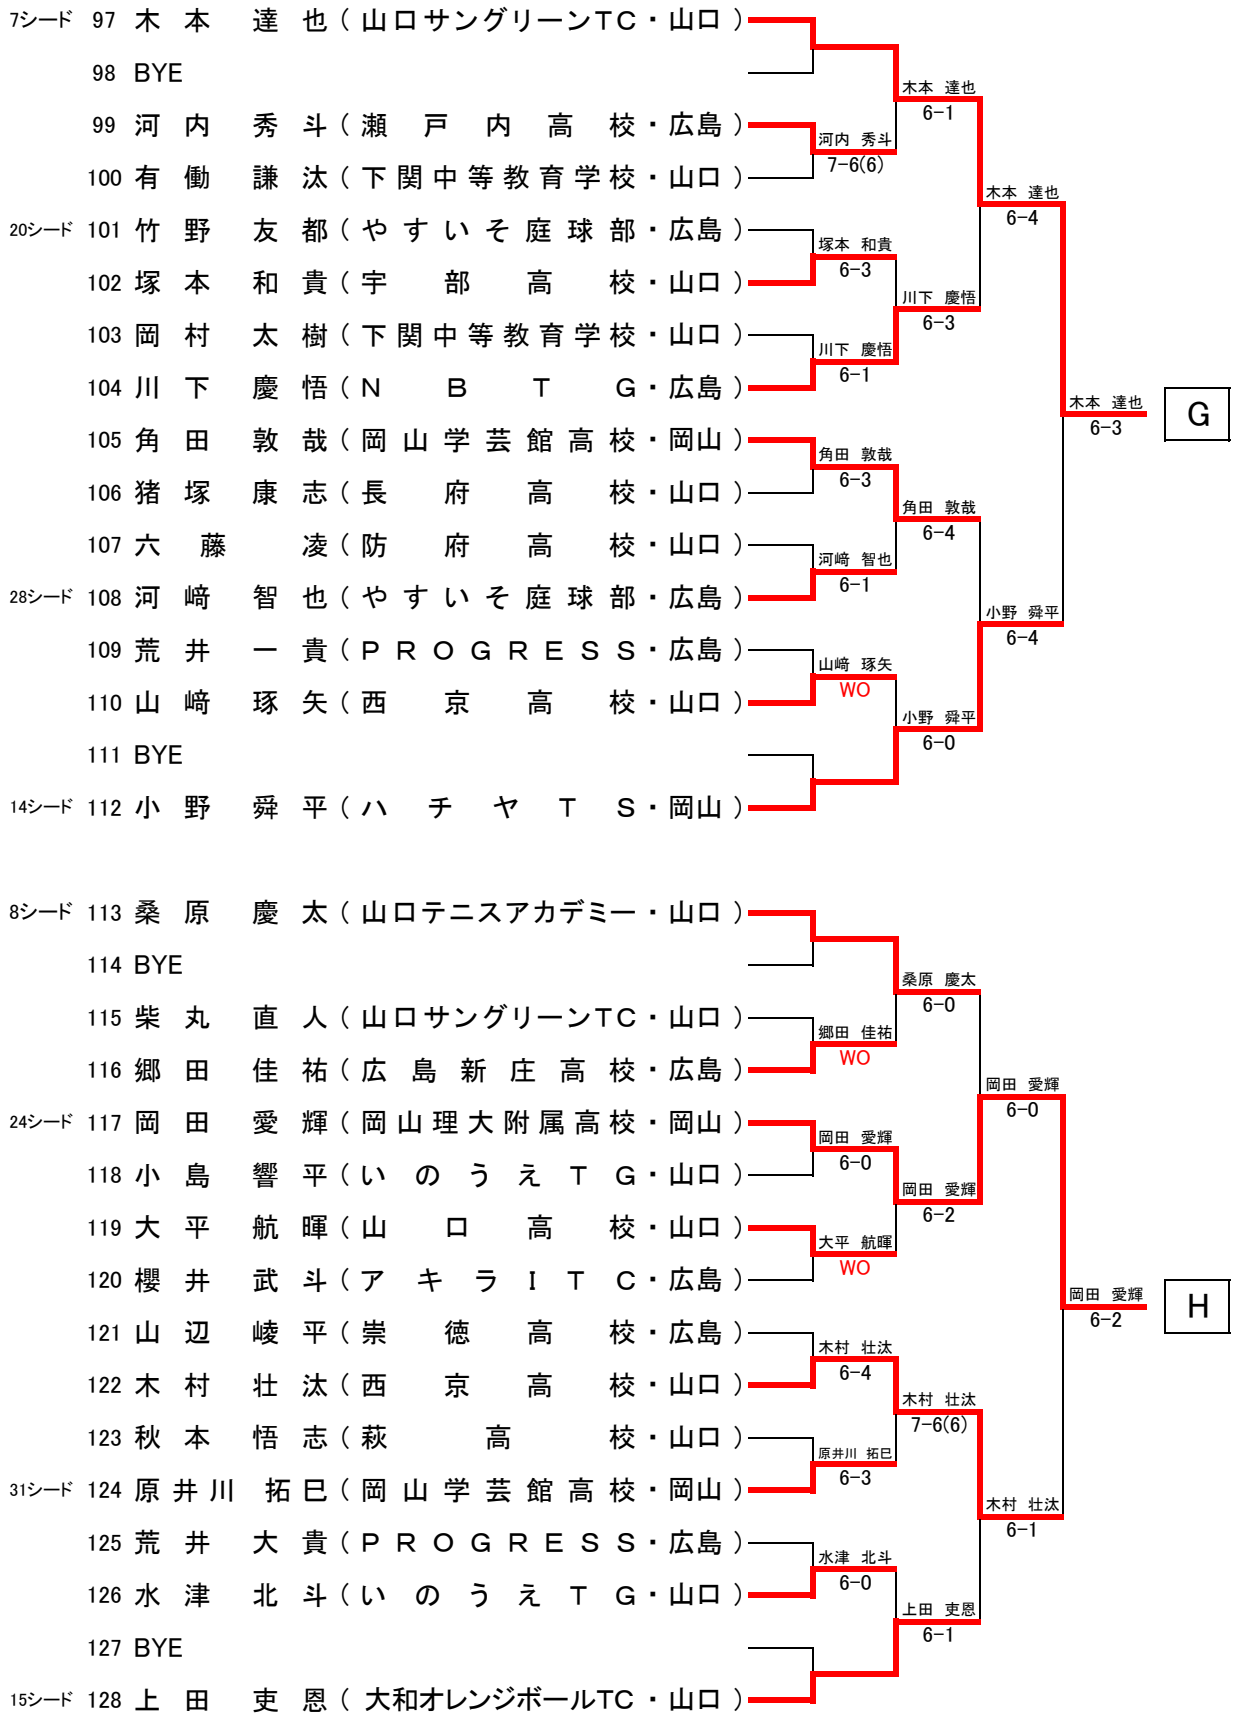 7シード 97 木本 達也(山口サングリーンTC・山口)
98 BYE
木本 達也
6-1
99 河内 秀斗(瀬戸内高校・広島)
河内 秀斗
7-6(6)
100 有働 謙汰(下関中等教育学校・山口)
木本 達也
6-4
20シード 101 竹野 友都(やすいそ庭球部・広島)
塚本 和貴
6-3
102 塚本 和貴(宇部高校・山口)
川下 慶悟
6-3
103 岡村 太樹(下関中等教育学校・山口)
川下 慶悟
6-1
104 川下 慶悟(NBTG・広島)
木本 達也
6-3
G
105 角田 敦哉(岡山学芸館高校・岡山)
角田 敦哉
6-3
106 猪塚 康志(長府高校・山口)
角田 敦哉
6-4
107 六藤 凌(防府高校・山口)
河﨑 智也
6-1
28シード 108 河﨑 智也(やすいそ庭球部・広島)
小野 舜平
6-4
109 荒井 一貴(PROGRESS・広島)
山﨑 琢矢
WO
110 山﨑 琢矢(西京高校・山口)
小野 舜平
6-0
111 BYE
14シード 112 小野 舜平(ハチヤTS・岡山)
8シード 113 桑原 慶太(山口テニスアカデミー・山口)
114 BYE
桑原 慶太
6-0
115 柴丸 直人(山口サングリーンTC・山口)
郷田 佳祐
WO
116 郷田 佳祐(広島新庄高校・広島)
岡田 愛輝
6-0
24シード 117 岡田 愛輝(岡山理大附属高校・岡山)
岡田 愛輝
6-0
118 小島 響平(いのうえTG・山口)
岡田 愛輝
6-2
119 大平 航暉(山口高校・山口)
大平 航暉
WO
120 櫻井 武斗(アキラITC・広島)
岡田 愛輝
6-2
H
121 山辺 崚平(崇徳高校・広島)
木村 壮汰
6-4
122 木村 壮汰(西京高校・山口)
木村 壮汰
7-6(6)
123 秋本 悟志(萩高校・山口)
原井川 拓巳
6-3
31シード 124 原井川 拓巳(岡山学芸館高校・岡山)
木村 壮汰
6-1
125 荒井 大貴(PROGRESS・広島)
水津 北斗
6-0
126 水津 北斗(いのうえTG・山口)
上田 吏恩
6-1
127 BYE
15シード 128 上田 吏恩(大和オレンジボールTC・山口)